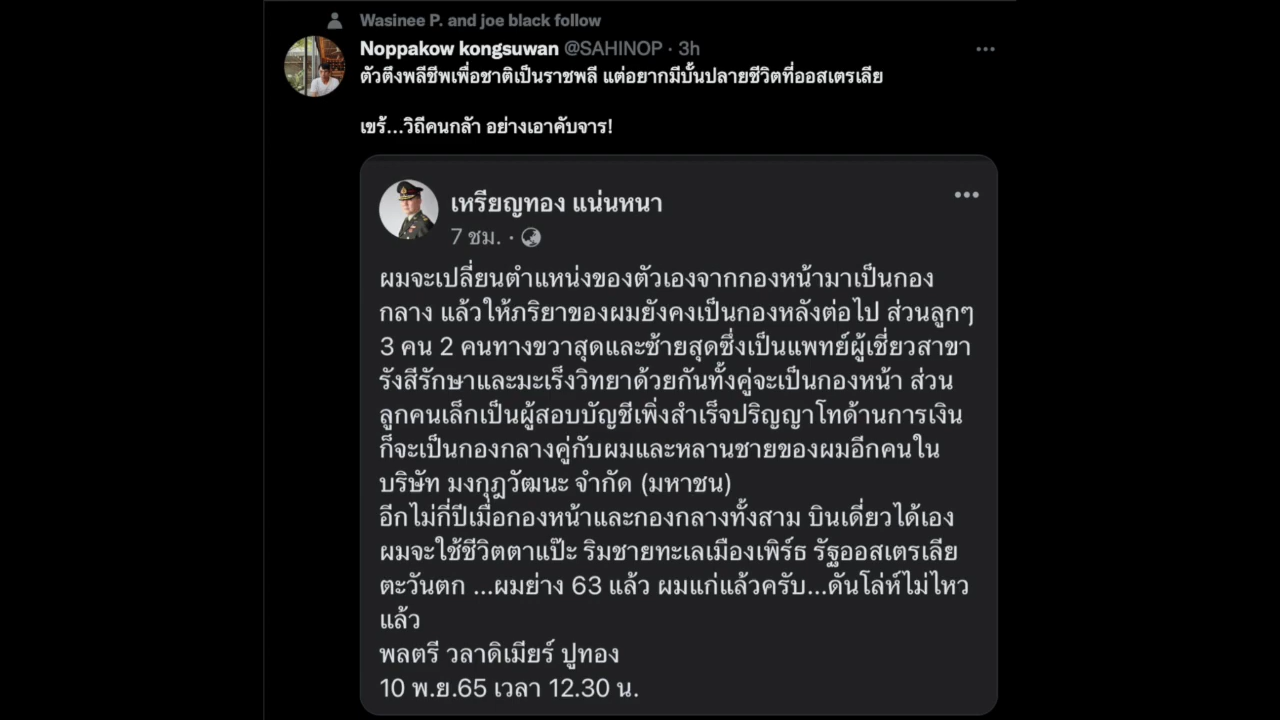 Wasinee P. and joe black follow
Noppakow kongsuwan @SAHINOP · 3h
ตัวตึงพลีชีพเพื่อชาติเป็นราชพลี แต่อยากมีบั้นปลายชีวิตที่ออสเตรเลีย
เขร้...วิถีคนกล้า อย่างเอาคับจาร!
เหรียญทอง แน่นหนา
7 ชม. ·
ผมจะเปลี่ยนตำแหน่งของตัวเองจากกองหน้ามาเป็นกอง
กลาง แล้วให้ภริยาของผมยังคงเป็นกองหลังต่อไป ส่วนลูกๆ
3 คน 2 คนทางขวาสุดและซ้ายสุดซึ่งเป็นแพทย์ผู้เชี่ยวสาขา
รังสีรักษาและมะเร็งวิทยาด้วยกันทั้งคู่จะเป็นกองหน้า ส่วน
ลูกคนเล็กเป็นผู้สอบบัญชีเพิ่งสำเร็จปริญญาโทด้านการเงิน
ก็จะเป็นกองกลางคู่กับผมและหลานชายของผมอีกคนใน
บริษัท มงกุฎวัฒนะ จำกัด (มหาชน)
อีกไม่กี่ปีเมื่อกองหน้าและกองกลางทั้งสาม บินเดี่ยวได้เอง
ผมจะใช้ชีวิตตาแป๊ะ ริมชายทะเลเมืองเพิร์ธ รัฐออสเตรเลีย
ตะวันตก ...ผมย่าง 63 แล้ว ผมแก่แล้วครับ...ดันโล่ห์ไม่ไหว
แล้ว
พลตรี วลาดิเมียร์ ปูทอง
10 พ.ย.65 เวลา 12.30 น.